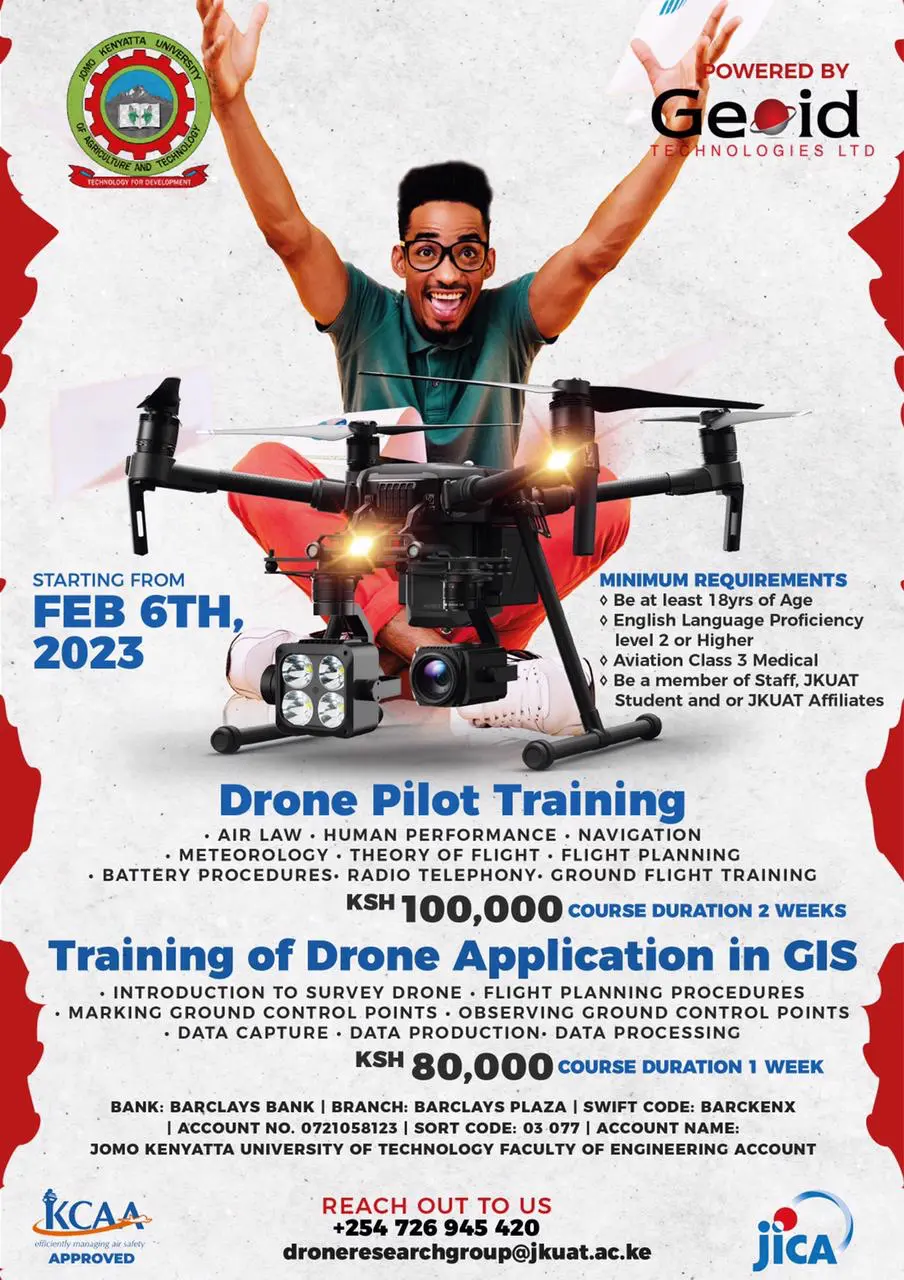 JOMO KENYATTA UNIVERSITY
OF AGRICULTURE AND TECHNOLOGY
TECHNOLOGY FOR DEVELOPMENT
POWERED BY
Geoid
TECHNOLOGIES LTD
STARTING FROM
FEB 6TH,
2023
MINIMUM REQUIREMENTS
◊ Be at least 18yrs of Age
◊ English Language Proficiency
level 2 or Higher
◊ Aviation Class 3 Medical
◊ Be a member of Staff, JKUAT
Student and or JKUAT Affiliates
Drone Pilot Training
• AIR LAW • HUMAN PERFORMANCE • NAVIGATION
• METEOROLOGY • THEORY OF FLIGHT • FLIGHT PLANNING
• BATTERY PROCEDURES• RADIO TELEPHONY• GROUND FLIGHT TRAINING
KSH 100,000 COURSE DURATION 2 WEEKS
Training of Drone Application in GIS
• INTRODUCTION TO SURVEY DRONE • FLIGHT PLANNING PROCEDURES
• MARKING GROUND CONTROL POINTS • OBSERVING GROUND CONTROL POINTS
• DATA CAPTURE • DATA PRODUCTION• DATA PROCESSING
KSH 80,000 COURSE DURATION 1 WEEK
BANK: BARCLAYS BANK | BRANCH: BARCLAYS PLAZA | SWIFT CODE: BARCKENX
| ACCOUNT NO. 0721058123 | SORT CODE: 03 077 | ACCOUNT NAME:
JOMO KENYATTA UNIVERSITY OF TECHNOLOGY FACULTY OF ENGINEERING ACCOUNT
KCAA
efficiently managing air safety
APPROVED
REACH OUT TO US
+254 726 945 420
droneresearchgroup@jkuat.ac.ke
jICA